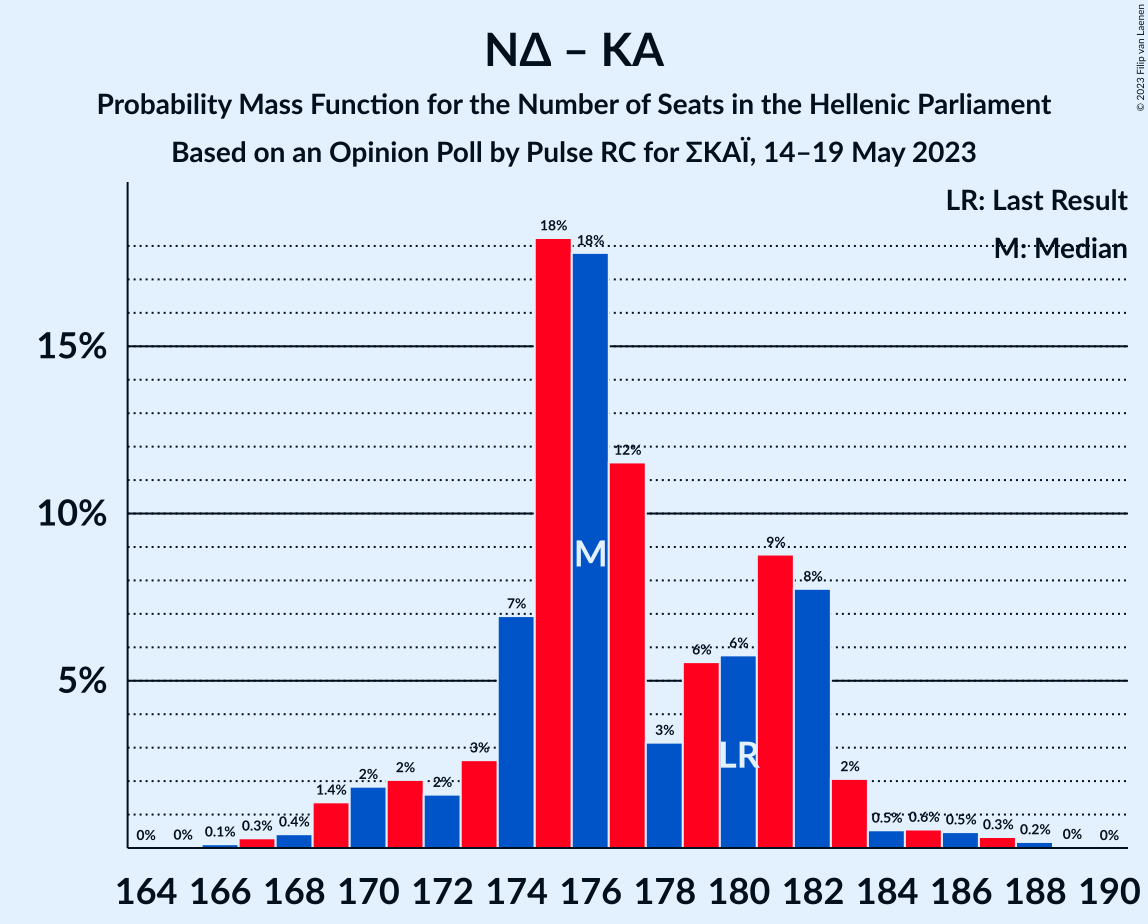 © 2023 Filip van Laenen
ΝΔ – ΚΑ
Probability Mass Function for the Number of Seats in the Hellenic Parliament
Based on an Opinion Poll by Pulse RC for ΣΚΑΪ, 14–19 May 2023
LR: Last Result
M: Median
15%
10%
5%
0% 0% 0.1% 0.3% 0.4% 1.4% 2% 2% 2% 3% 7% 18% 18% 12% 3% 6% 6% 9% 8% 2% 0.5% 0.6% 0.5% 0.3% 0.2% 0% 0%
M
LR
164 166 168 170 172 174 176 178 180 182 184 186 188 190